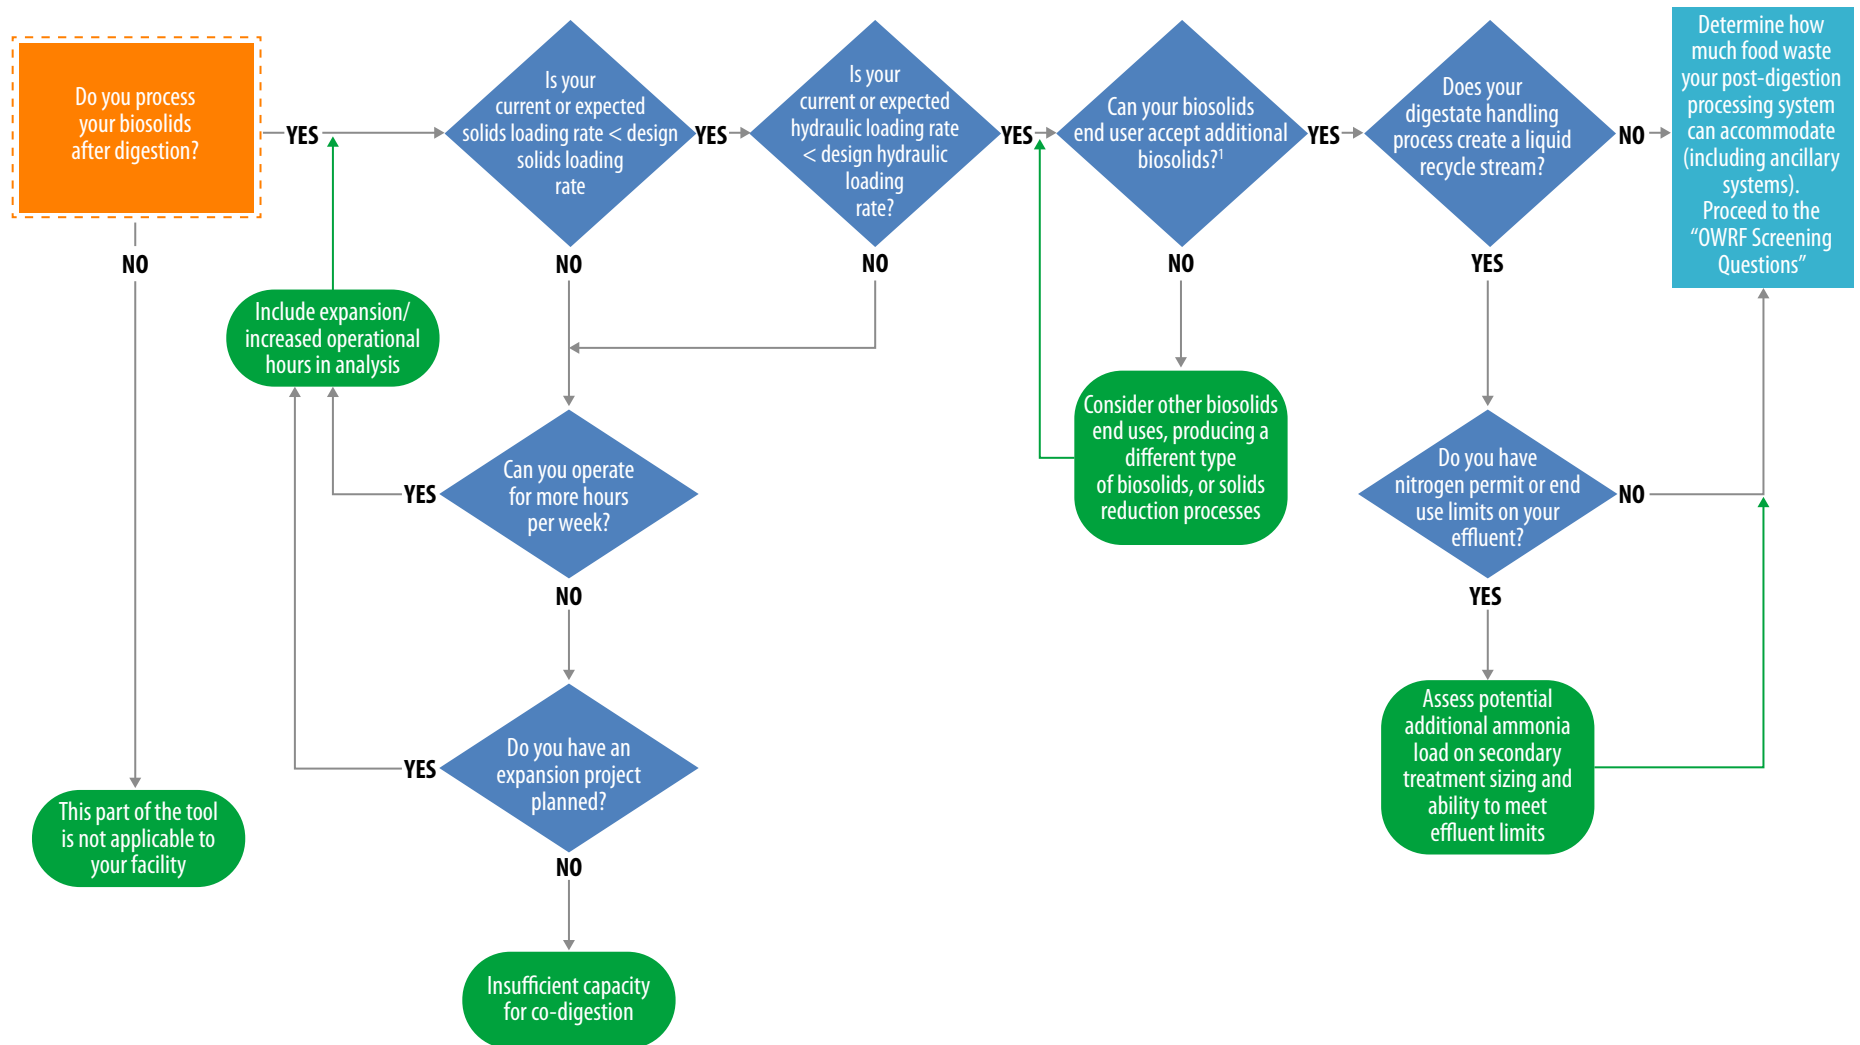 Do you process
your biosolids
after digestion?
YES
NO
This part of the tool
is not applicable to
your facility
Include expansion/
increased operational
hours in analysis
Is your
current or expected
solids loading rate < design
solids loading
rate
YES
NO
Is your
current or expected
hydraulic loading rate
< design hydraulic
loading
rate?
YES
NO
Can you operate
for more hours
per week?
YES
NO
Do you have an
expansion project
planned?
YES
NO
Insufficient capacity
for co-digestion
Can your biosolids
end user accept additional
biosolids?¹
YES
NO
Consider other biosolids
end uses, producing a
different type
of biosolids, or solids
reduction processes
Does your
digestate handling
process create a liquid
recycle stream?
NO
YES
Do you have
nitrogen permit or end
use limits on your
effluent?
NO
YES
Assess potential
additional ammonia
load on secondary
treatment sizing and
ability to meet
effluent limits
Determine how
much food waste
your post-digestion
processing system
can accommodate
(including ancillary
systems).
Proceed to the
“OWRF Screening
Questions”